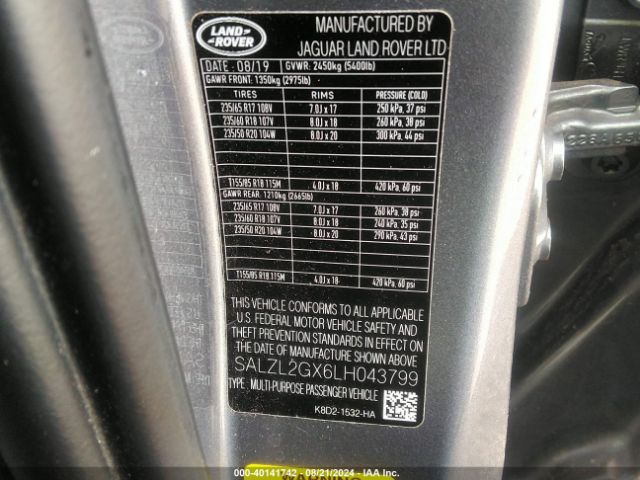 LAND ROVER
MANUFACTURED BY
JAGUAR LAND ROVER LTD
DATE: 08/19 GVWR: 2450kg (5400lb)
GAWR FRONT: 1350kg (2975lb)
TIRES RIMS PRESSURE (COLD)
235/65 R17 108V 7.0J x 17 250 kPa, 37 psi
235/60 R18 107V 8.0J x 18 260 kPa, 38 psi
235/50 R20 104W 8.0J x 20 300 kPa, 44 psi
T155/85 R18 115M 4.0J x 18 420 kPa, 60 psi
GAWR REAR: 1210kg (2665lb)
235/65 R17 108V 7.0J x 17 260 kPa, 38 psi
235/60 R18 107V 8.0J x 18 240 kPa, 35 psi
235/50 R20 104W 8.0J x 20 290 kPa, 43 psi
T155/85 R18 115M 4.0J x 18 420 kPa, 60 psi
THIS VEHICLE CONFORMS TO ALL APPLICABLE
U.S FEDERAL MOTOR VEHICLE SAFETY AND
THEFT PREVENTION STANDARDS IN EFFECT ON
THE DATE OF MANUFACTURE SHOWN ABOVE
SALZL2GX6LH043799
TYPE: MULTI-PURPOSE PASSENGER VEHICLE
K8D2-1532-HA
WARNING
000-40141742 - 08/21/2024 - IAA Inc.